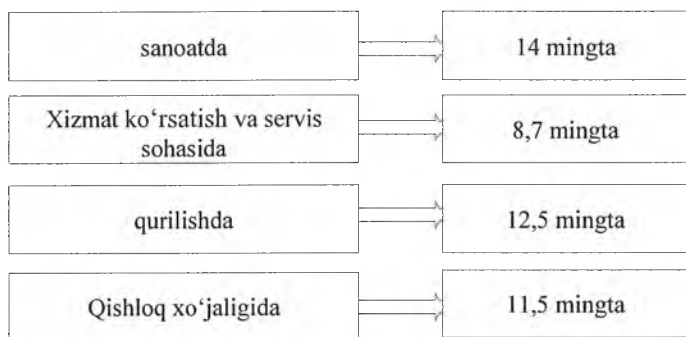 sanoatda
14 mingta
Xizmat ko‘rsatish va servis
sohasida
8,7 mingta
qurilishda
12,5 mingta
Qishloq xo‘jaligida
11,5 mingta